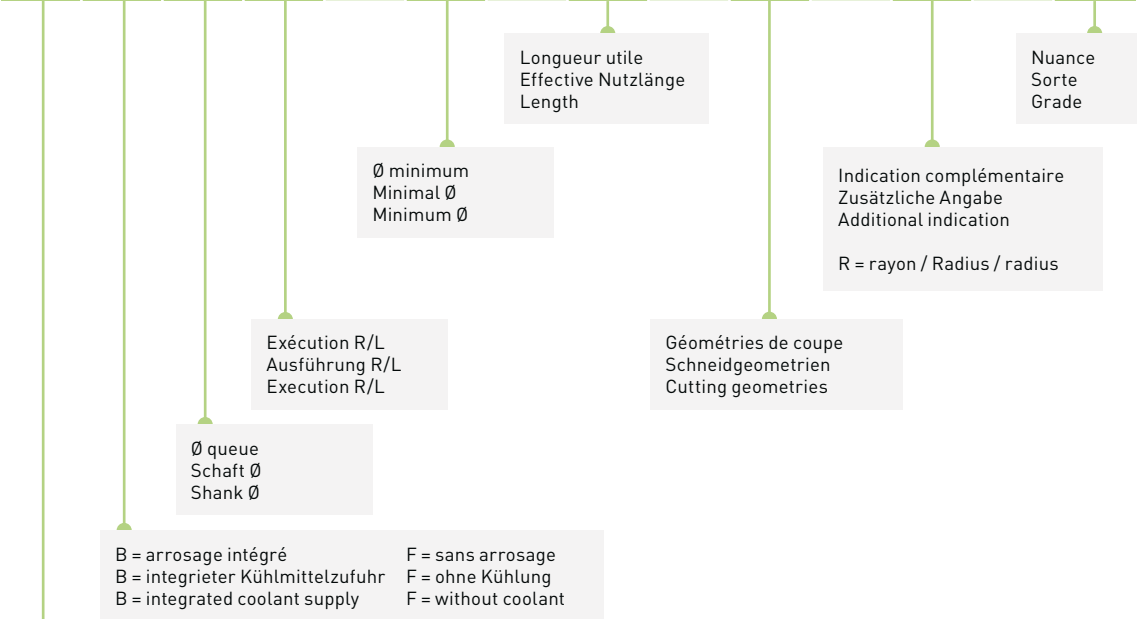 Longueur utile
Effective Nutzlänge
Length
Nuance
Sorte
Grade
Ø minimum
Minimal Ø
Minimum Ø
Indication complémentaire
Zusätzliche Angabe
Additional indication
R = rayon / Radius / radius
Exécution R/L
Ausführung R/L
Execution R/L
Géométries de coupe
Schneidgeometrien
Cutting geometries
Ø queue
Schaft Ø
Shank Ø
B = arrosage intégré
B = integrieter Kühlmittelzufuhr
B = integrated coolant supply
F = sans arrosage
F = ohne Kühlung
F = without coolant